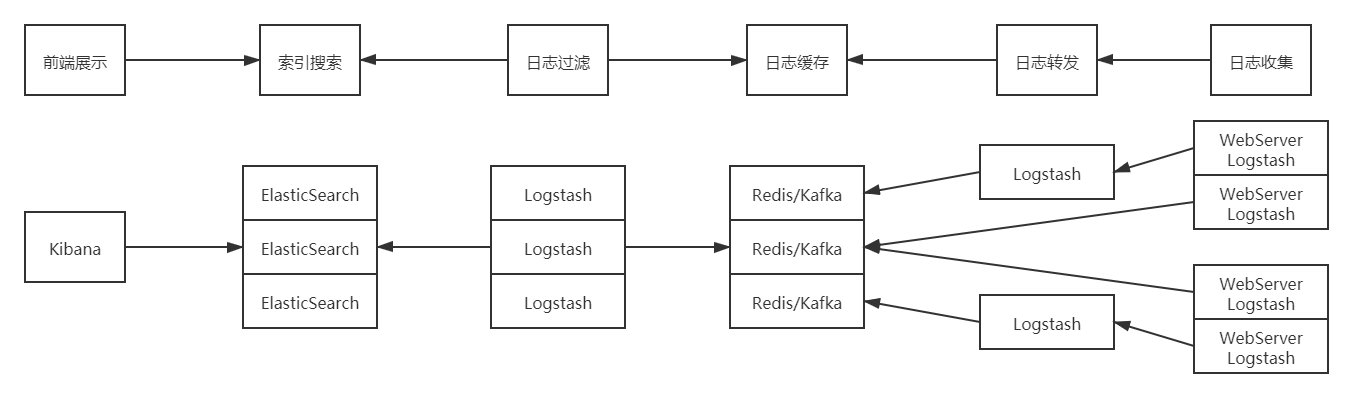 前端展示
索引搜索
日志过滤
日志缓存
日志转发
日志收集
Kibana
ElasticSearch
ElasticSearch
ElasticSearch
Logstash
Logstash
Logstash
Redis/Kafka
Redis/Kafka
Redis/Kafka
Logstash
Logstash
WebServer
Logstash
WebServer
Logstash
WebServer
Logstash
WebServer
Logstash